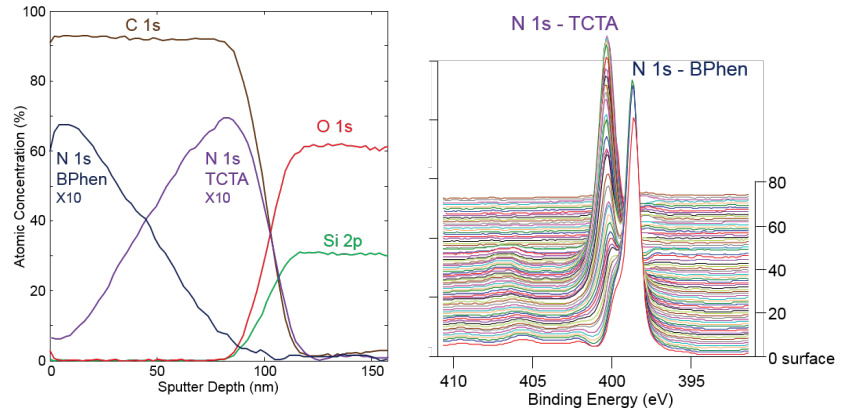 C 1s
O 1s
N 1s
BPhen
X10
N 1s
TCTA
X10
Si 2p
Atomic Concentration (%)
100
80
60
40
20
0
0
50
100
150
Sputter Depth (nm)
N 1s - TCTA
N 1s - BPhen
80
60
40
20
0 surface
410
405
400
395
Binding Energy (eV)